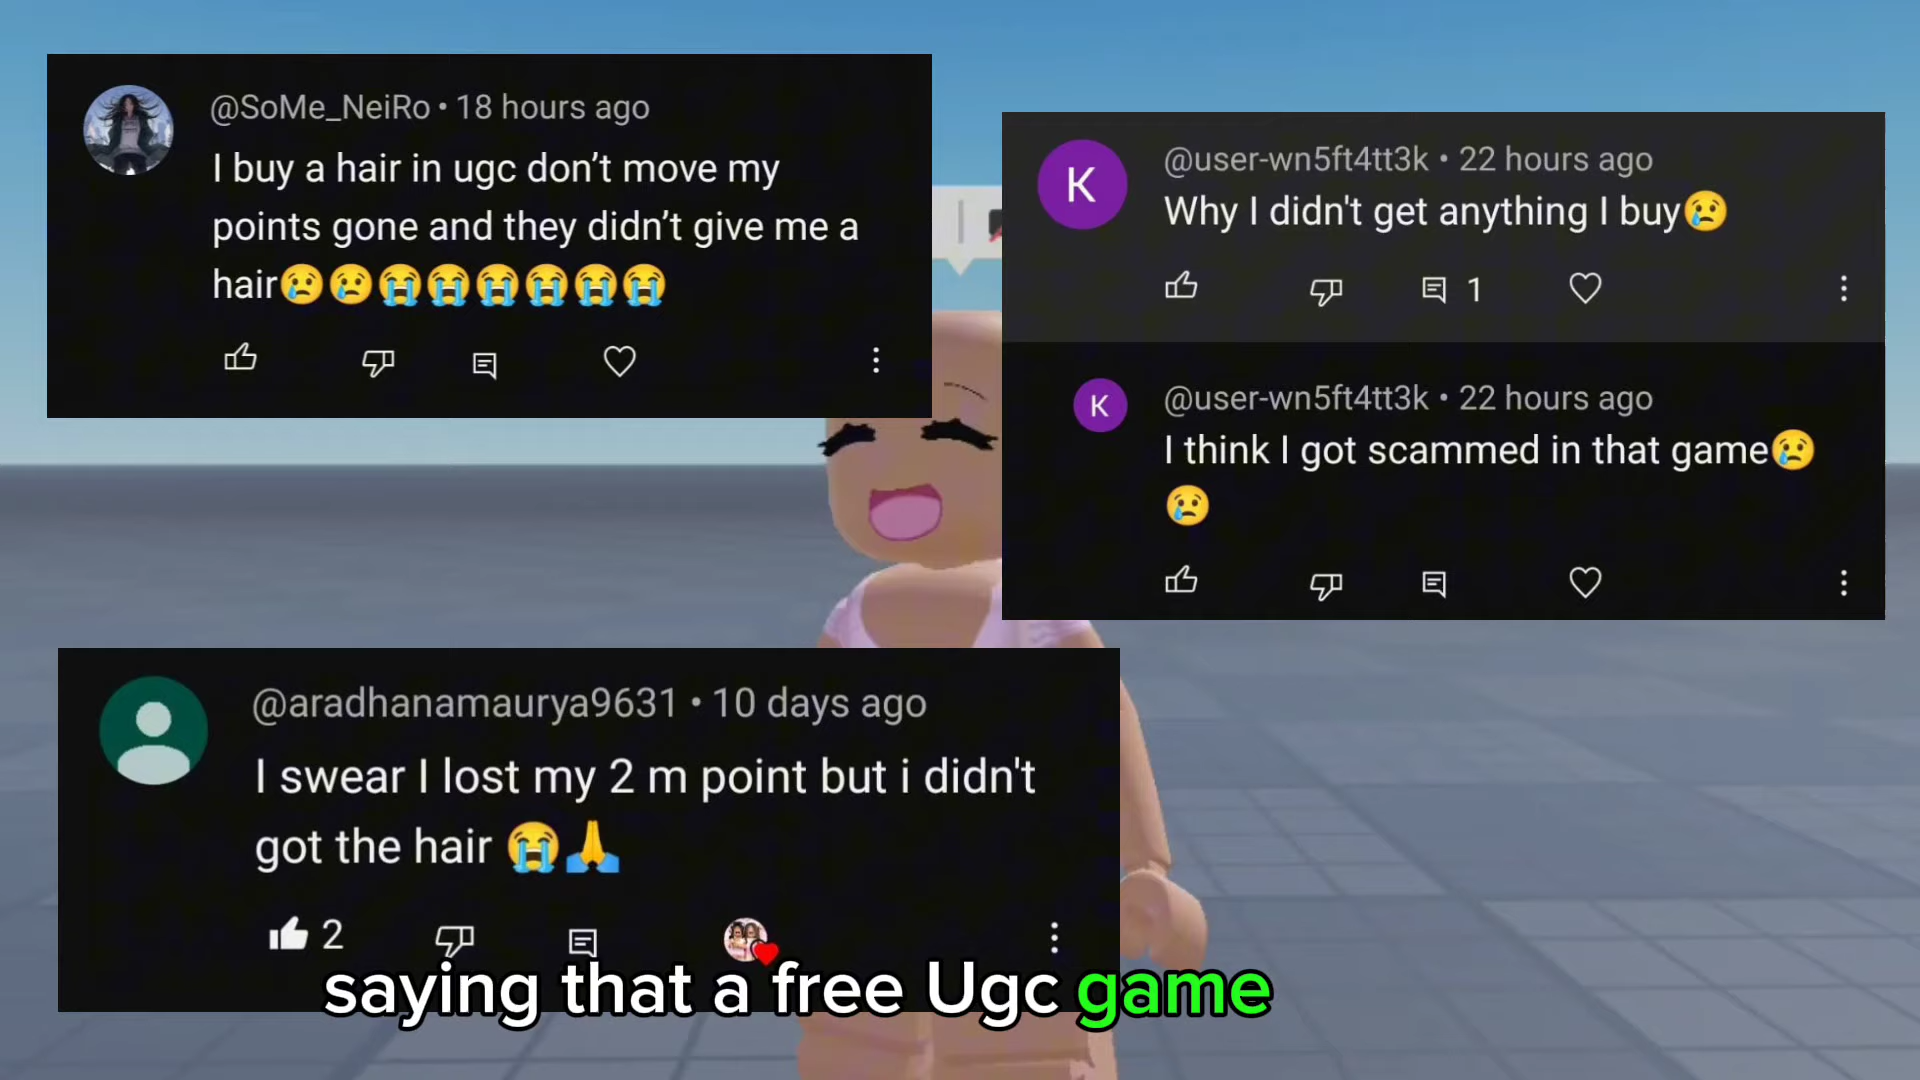 @SoMe_NeiRo • 18 hours ago
I buy a hair in ugc don’t move my
points gone and they didn’t give me a
hair😢😢😭😭😭😭😭😭
K
@user-wn5ft4tt3k • 22 hours ago
Why I didn't get anything I buy😢
1
K
@user-wn5ft4tt3k • 22 hours ago
I think I got scammed in that game😢
😢
@aradhanamaurya9631 • 10 days ago
I swear I lost my 2 m point but i didn't
got the hair 😭🙏
2
saying that a free Ugc game